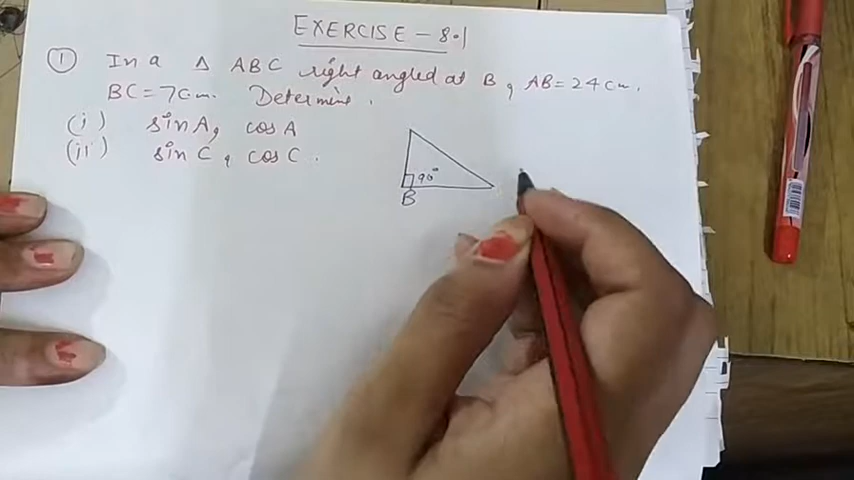 EXERCISE - 8.1
① In a △ ABC right angled at B, AB = 24 cm,
BC = 7 cm. Determine.
(i) sin A, cos A
(ii) sin C, cos C.
90°
B